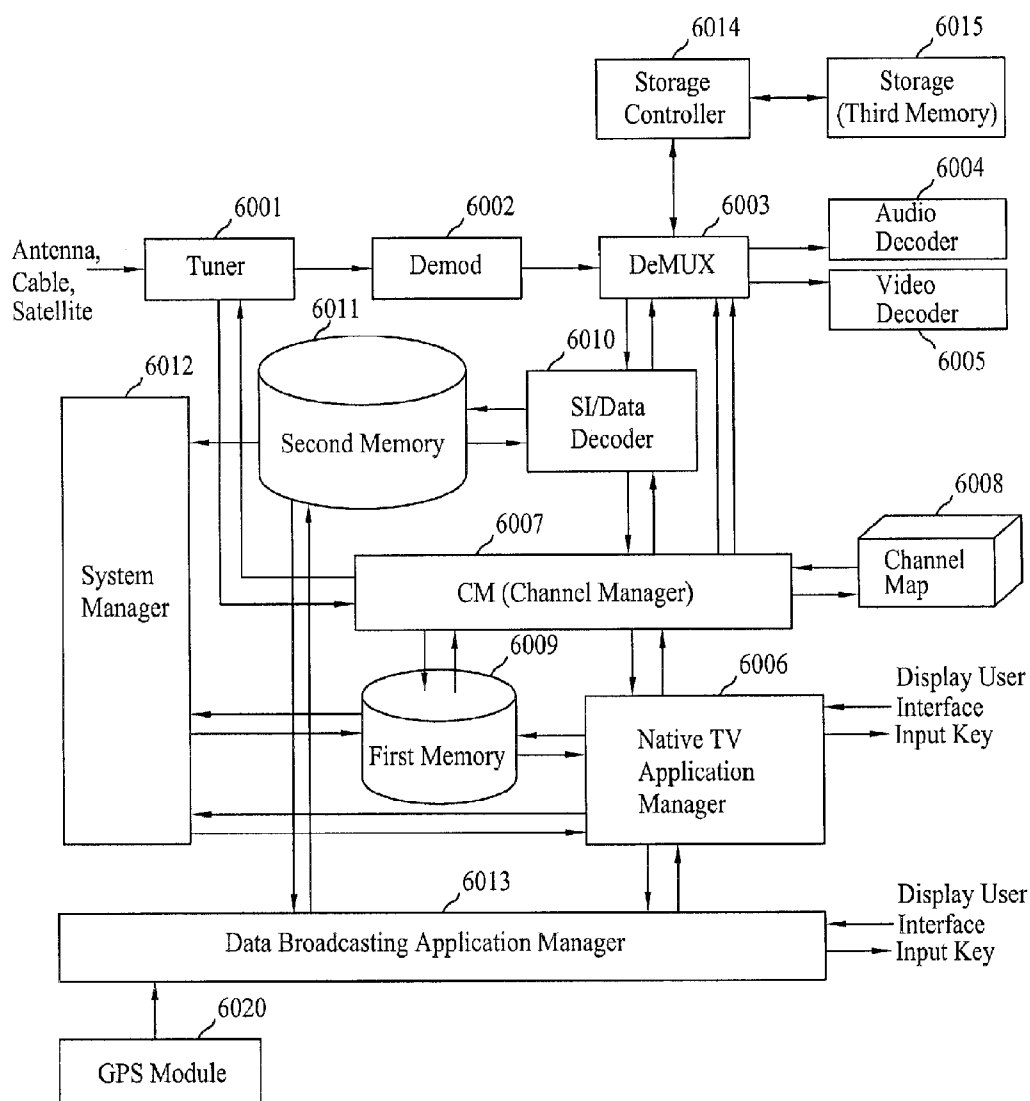 6014
6015
Storage
Controller
Storage
(Third Memory)
6001
6002
6003
6004
Antenna,
Cable,
Satellite
Tuner
Demod
DeMUX
Audio
Decoder
Video
Decoder
6005
6011
6010
6012
Second Memory
SI/Data
Decoder
6008
6007
System
Manager
CM (Channel Manager)
Channel
Map
6009
6006
First Memory
Native TV
Application
Manager
Display User
Interface
Input Key
6013
Data Broadcasting Application Manager
Display User
Interface
Input Key
6020
GPS Module